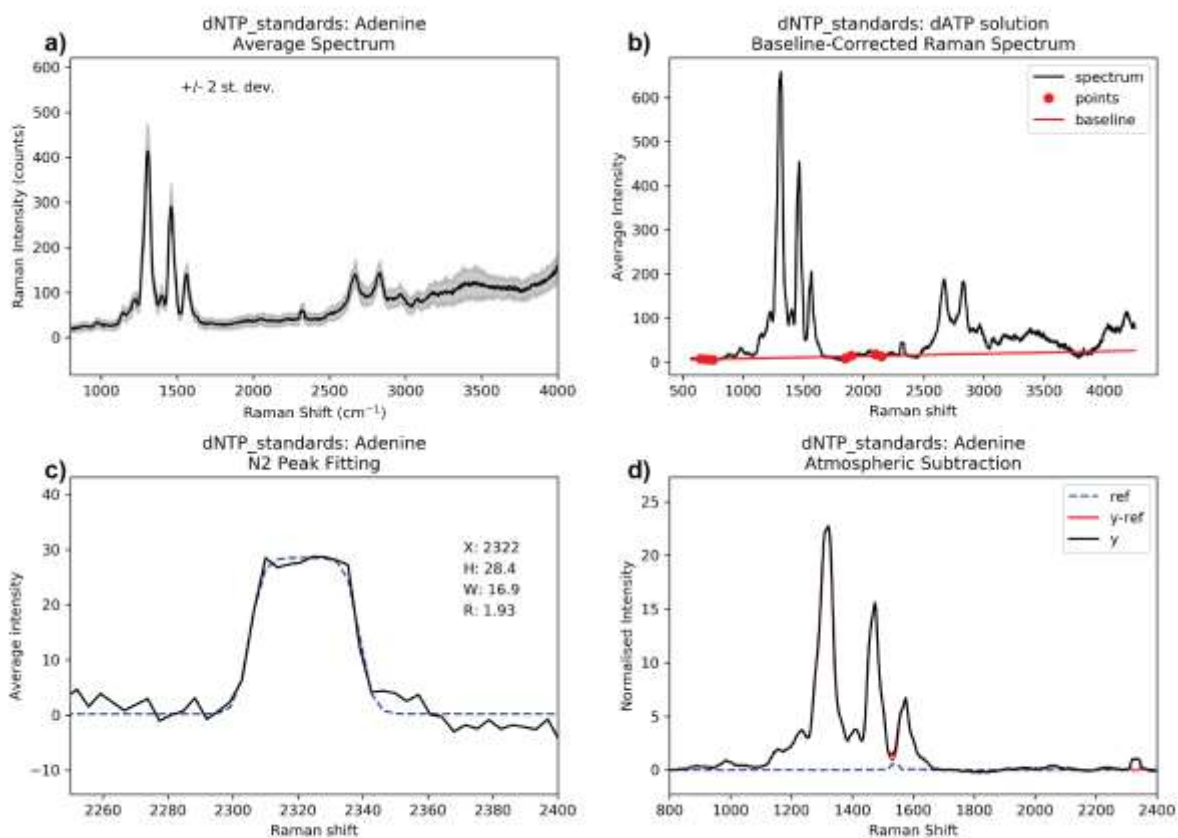 a)
dNTP_standards: Adenine
Average Spectrum
+/- 2 st. dev.
Raman Intensity (counts)
600
500
400
300
200
100
0
1000 1500 2000 2500 3000 3500 4000
Raman Shift (cm⁻¹)
b)
dNTP_standards: dATP solution
Baseline-Corrected Raman Spectrum
spectrum
points
baseline
Average Intensity
600
500
400
300
200
100
0
500 1000 1500 2000 2500 3000 3500 4000
Raman shift
c)
dNTP_standards: Adenine
N2 Peak Fitting
X: 2322
H: 28.4
W: 16.9
R: 1.93
Average intensity
40
30
20
10
0
−10
2260 2280 2300 2320 2340 2360 2380 2400
Raman shift
d)
dNTP_standards: Adenine
Atmospheric Subtraction
ref
y-ref
y
Normalised Intensity
25
20
15
10
5
0
800 1000 1200 1400 1600 1800 2000 2200 2400
Raman Shift